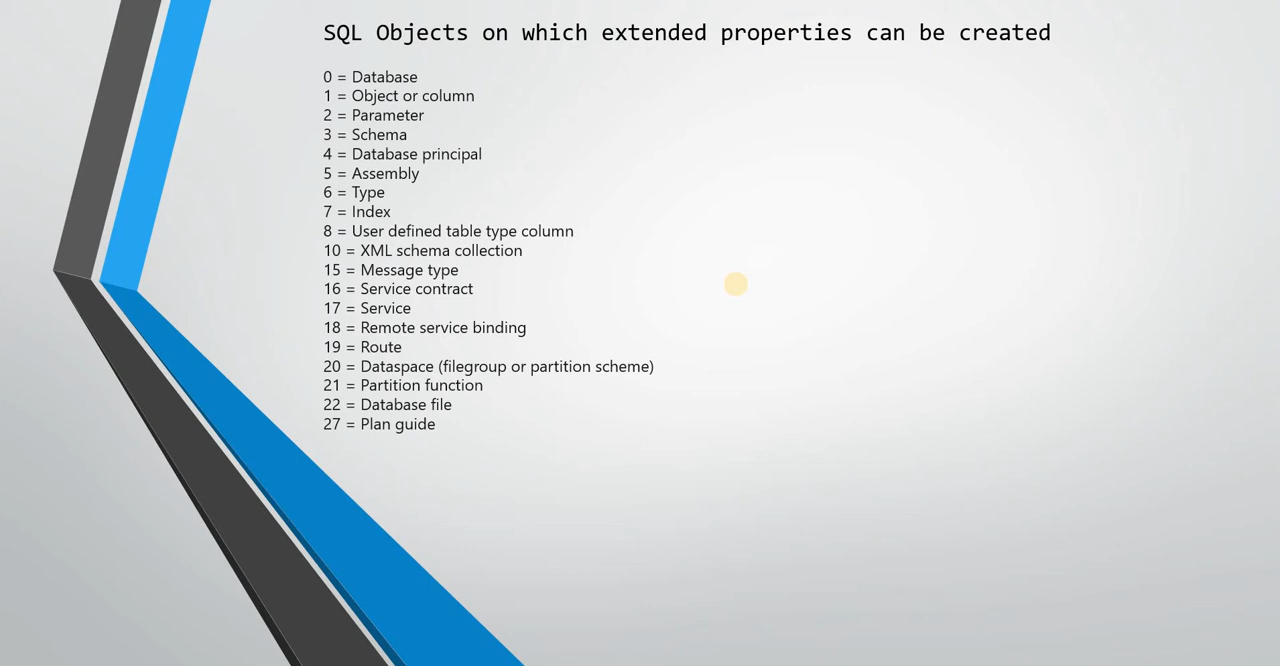 SQL Objects on which extended properties can be created
0 = Database
1 = Object or column
2 = Parameter
3 = Schema
4 = Database principal
5 = Assembly
6 = Type
7 = Index
8 = User defined table type column
10 = XML schema collection
15 = Message type
16 = Service contract
17 = Service
18 = Remote service binding
19 = Route
20 = Dataspace (filegroup or partition scheme)
21 = Partition function
22 = Database file
27 = Plan guide